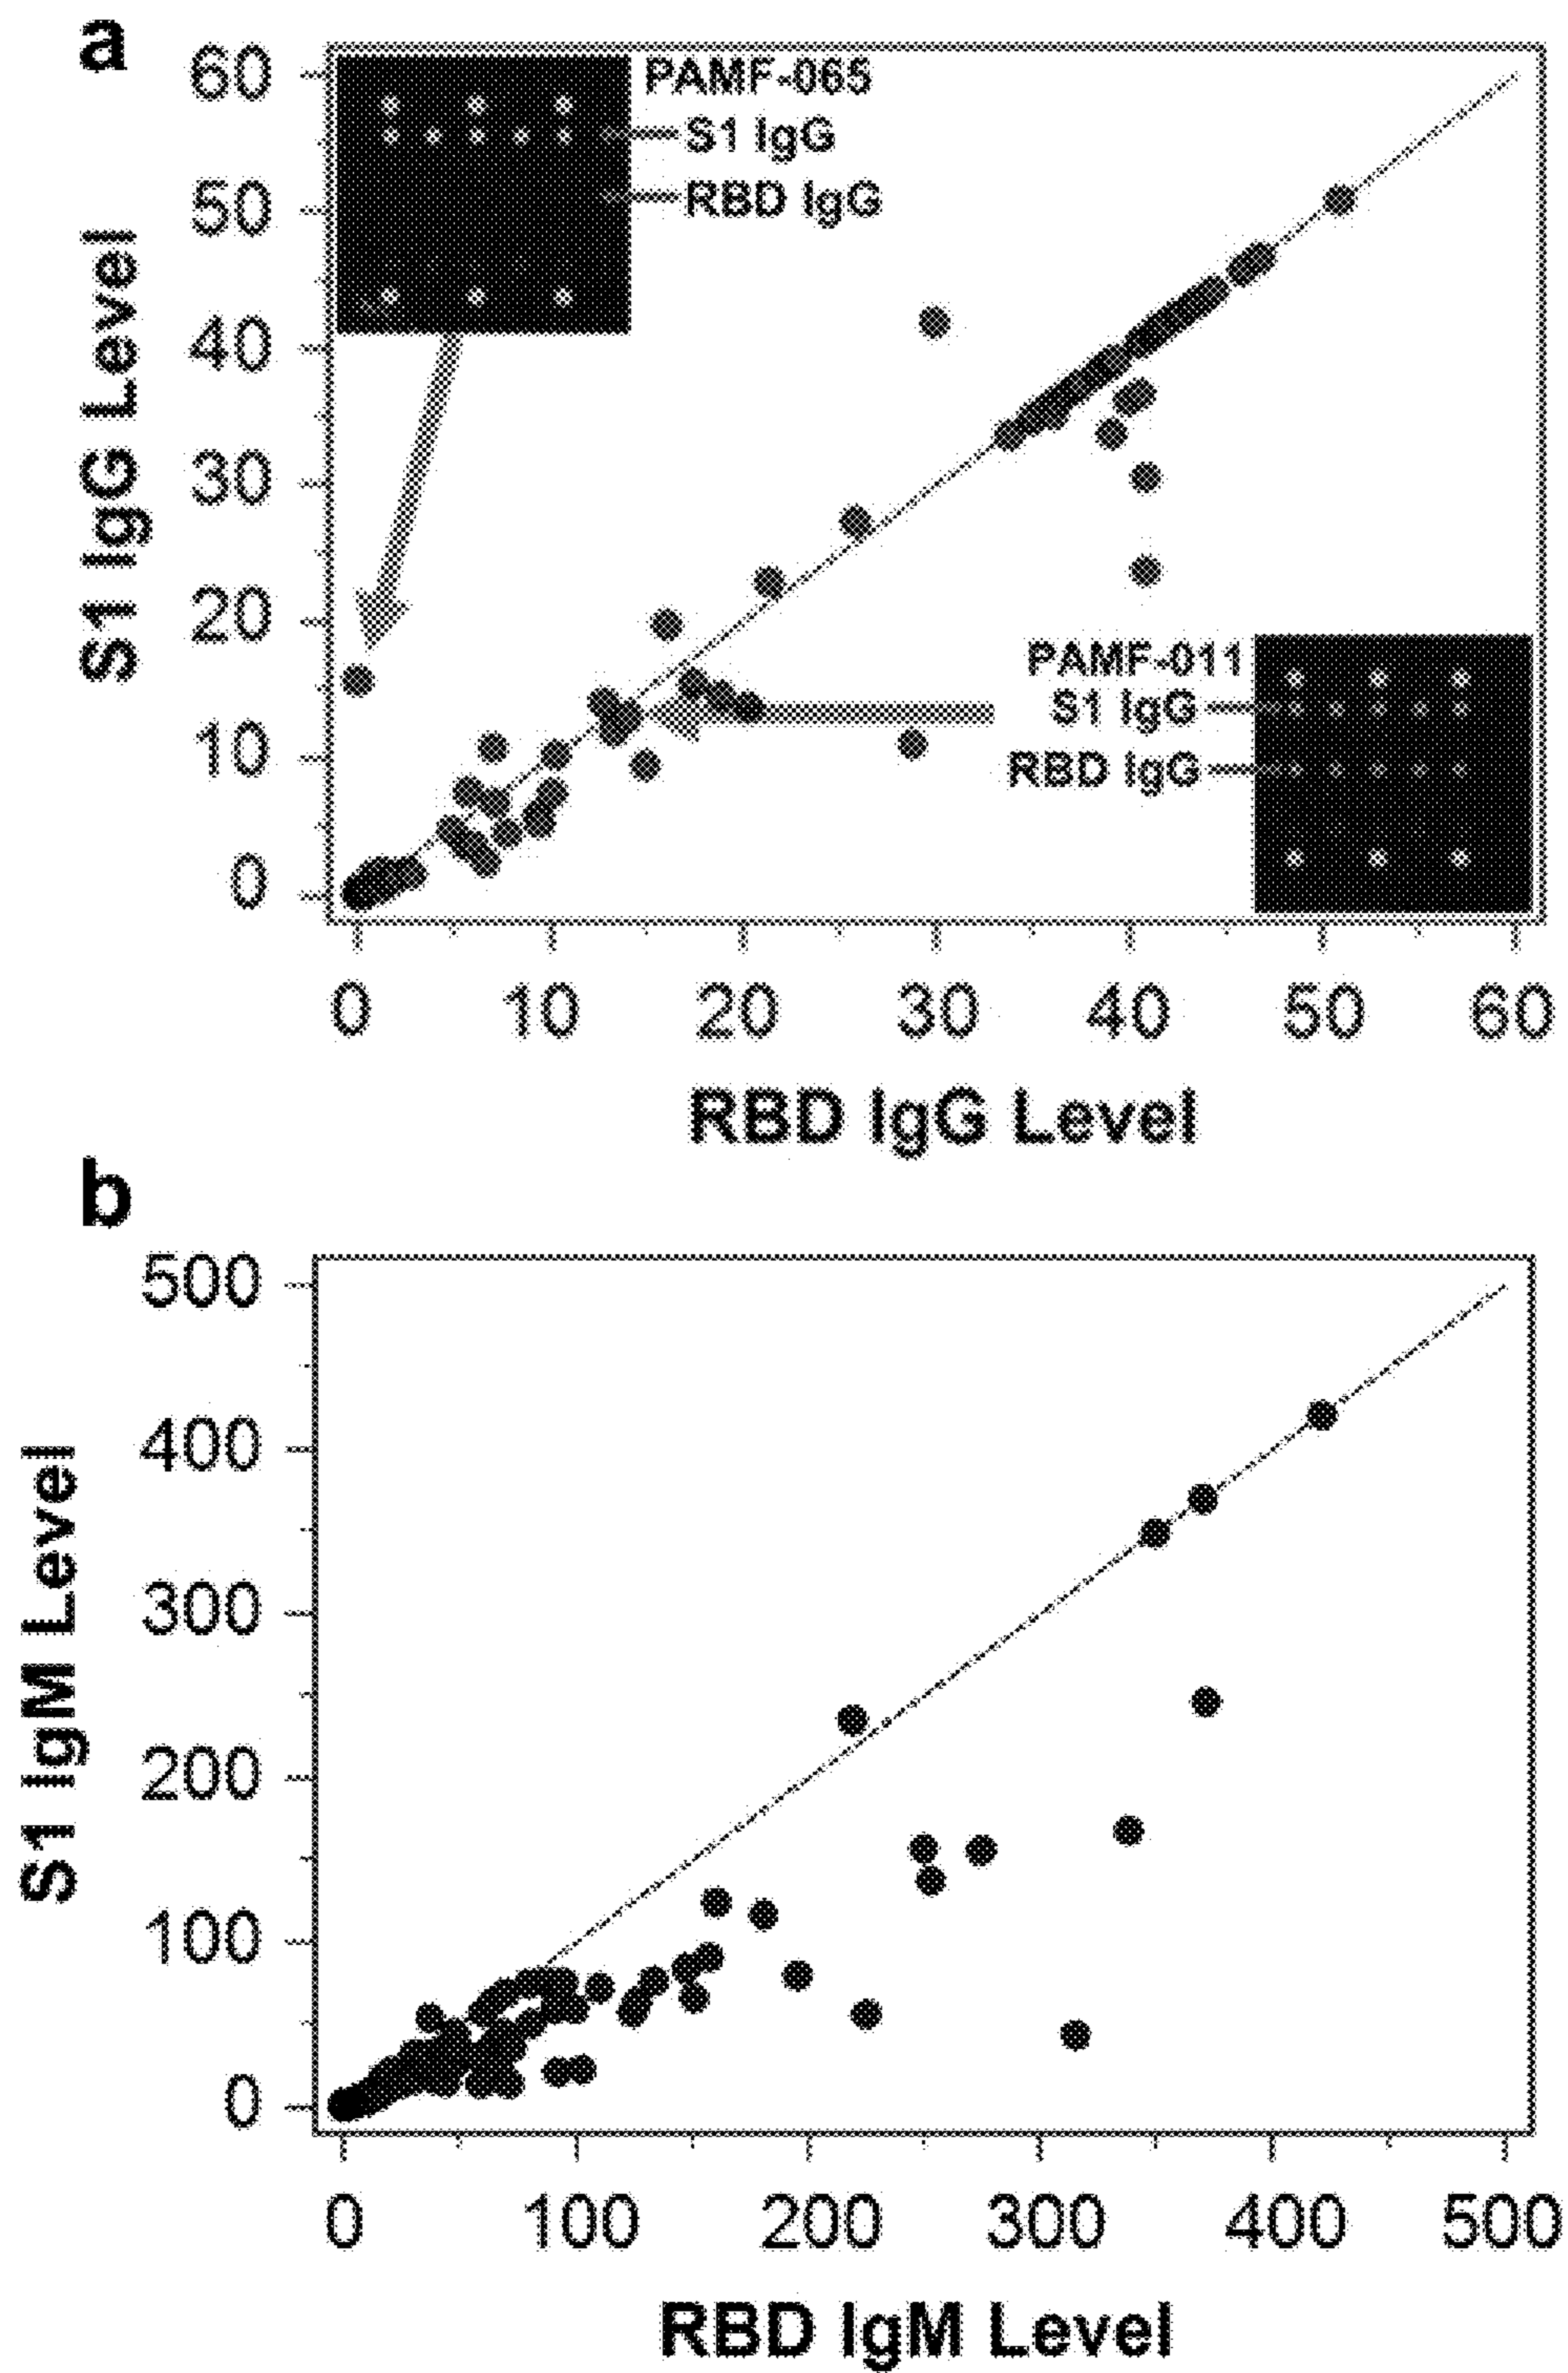 a
60
50
40
30
20
10
0
S1 IgG Level
PAMF-065
S1 IgG
RBD IgG
PAMF-011
S1 IgG
RBD IgG
0 10 20 30 40 50 60
RBD IgG Level
b
500
400
300
200
100
0
S1 IgM Level
0 100 200 300 400 500
RBD IgM Level